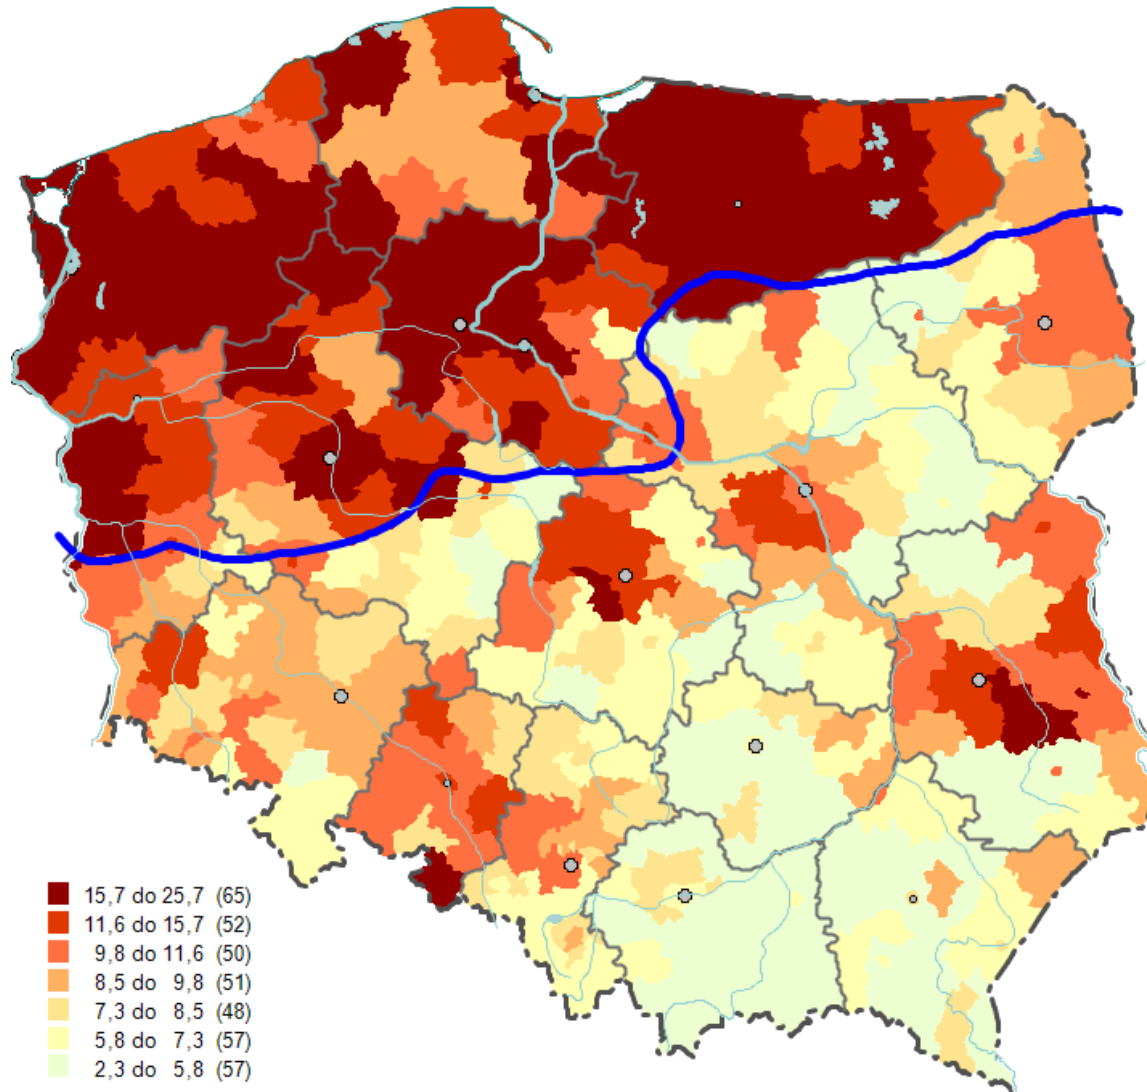 15,7 do 25,7 (65)
11,6 do 15,7 (52)
9,8 do 11,6 (50)
8,5 do 9,8 (51)
7,3 do 8,5 (48)
5,8 do 7,3 (57)
2,3 do 5,8 (57)